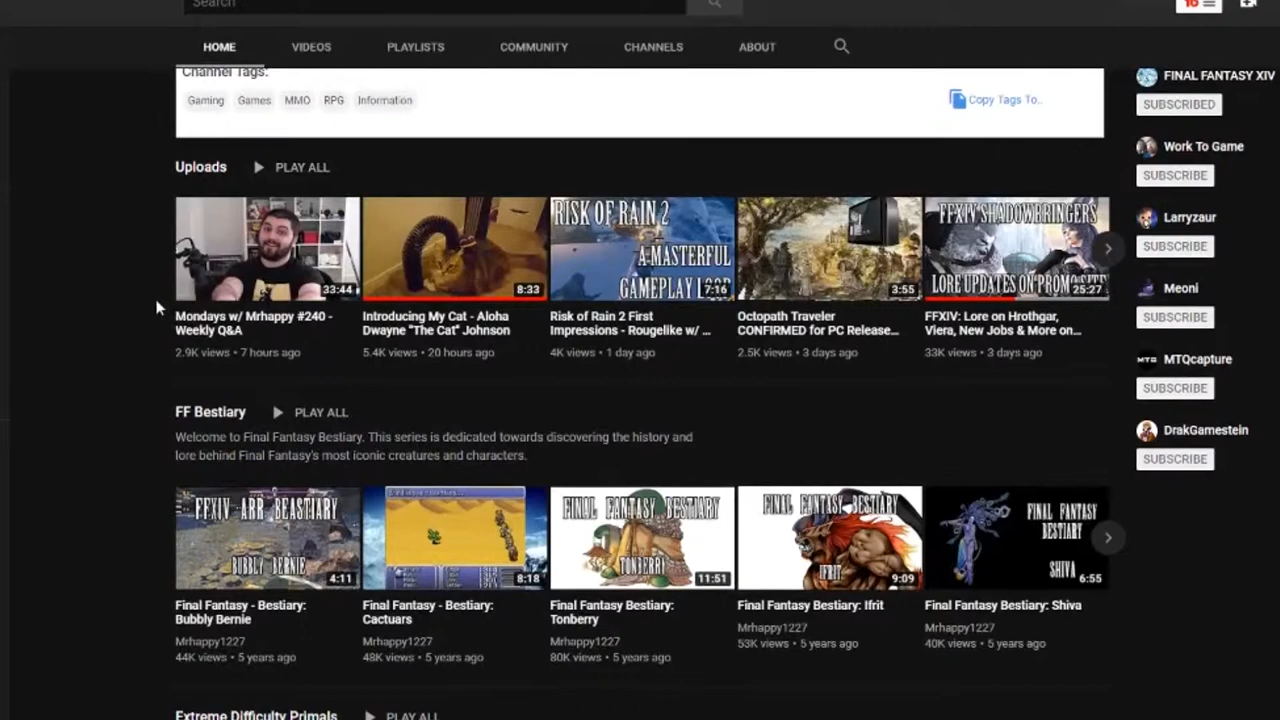 Search
HOME
VIDEOS
PLAYLISTS
COMMUNITY
CHANNELS
ABOUT
Channel Tags:
Gaming
Games
MMO
RPG
Information
Copy Tags To..
Uploads
PLAY ALL
33:44
Mondays w/ Mrhappy #240 -
Weekly Q&A
2.9K views • 7 hours ago
8:33
Introducing My Cat - Aloha
Dwayne "The Cat" Johnson
5.4K views • 20 hours ago
RISK OF RAIN 2
A MASTERFUL
GAMEPLAY LOOP
7:16
Risk of Rain 2 First
Impressions - Rougelike w/ ...
4K views • 1 day ago
3:55
Octopath Traveler
CONFIRMED for PC Release...
2.5K views • 3 days ago
FFXIV SHADOWBRINGERS
LORE UPDATES ON PROMO SITE
25:27
FFXIV: Lore on Hrothgar,
Viera, New Jobs & More on...
33K views • 3 days ago
FF Bestiary
PLAY ALL
Welcome to Final Fantasy Bestiary. This series is dedicated towards discovering the history and
lore behind Final Fantasy's most iconic creatures and characters.
FFXIV ARR BEASTIARY
BUBBLY BERNIE
4:11
Final Fantasy - Bestiary:
Bubbly Bernie
Mrhappy1227
44K views • 5 years ago
8:18
Final Fantasy - Bestiary:
Cactuars
Mrhappy1227
48K views • 5 years ago
FINAL FANTASY BESTIARY
TONBERRY
11:51
Final Fantasy Bestiary:
Tonberry
Mrhappy1227
80K views • 5 years ago
FINAL FANTASY BESTIARY
IFRIT
9:09
Final Fantasy Bestiary: Ifrit
Mrhappy1227
53K views • 5 years ago
FINAL FANTASY
BESTIARY
SHIVA
6:55
Final Fantasy Bestiary: Shiva
Mrhappy1227
40K views • 5 years ago
Extreme Difficulty Primals
PLAY ALL
FINAL FANTASY XIV
SUBSCRIBED
Work To Game
SUBSCRIBE
Larryzaur
SUBSCRIBE
Meoni
SUBSCRIBE
MTQcapture
SUBSCRIBE
DrakGamestein
SUBSCRIBE